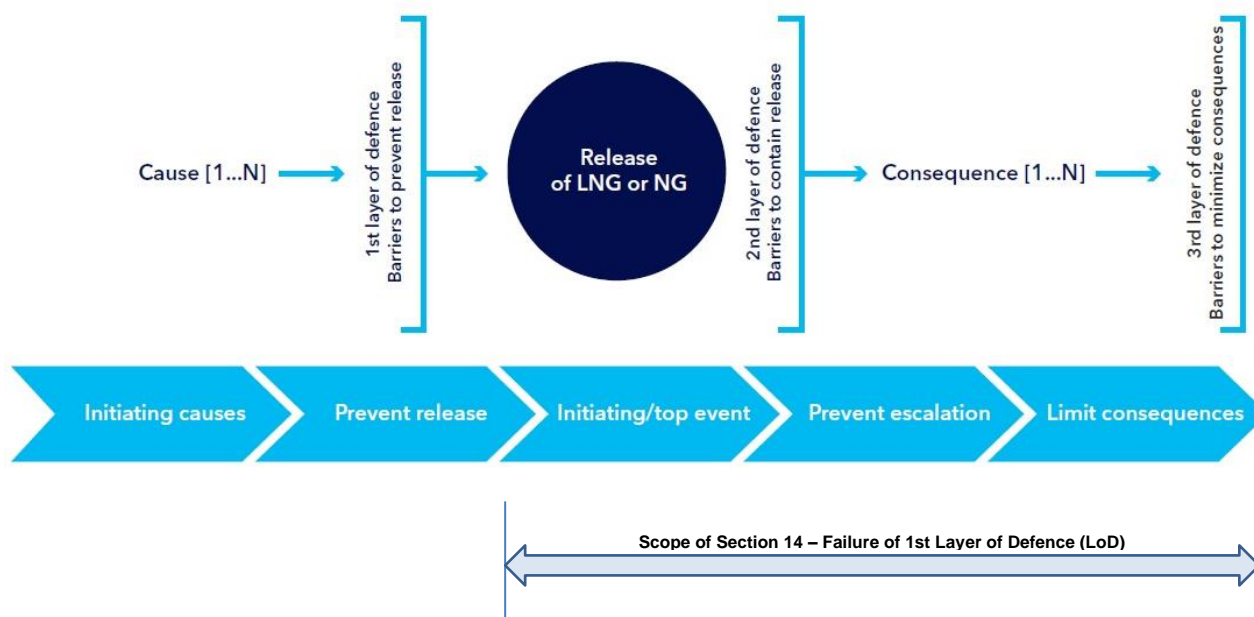 Cause [1...N]
1st layer of defence
Barriers to prevent release
Release
of LNG or NG
2nd layer of defence
Barriers to contain release
Consequence [1...N]
3rd layer of defence
Barriers to minimize consequences
Initiating causes
Prevent release
Initiating/top event
Prevent escalation
Limit consequences
Scope of Section 14 – Failure of 1st Layer of Defence (LoD)